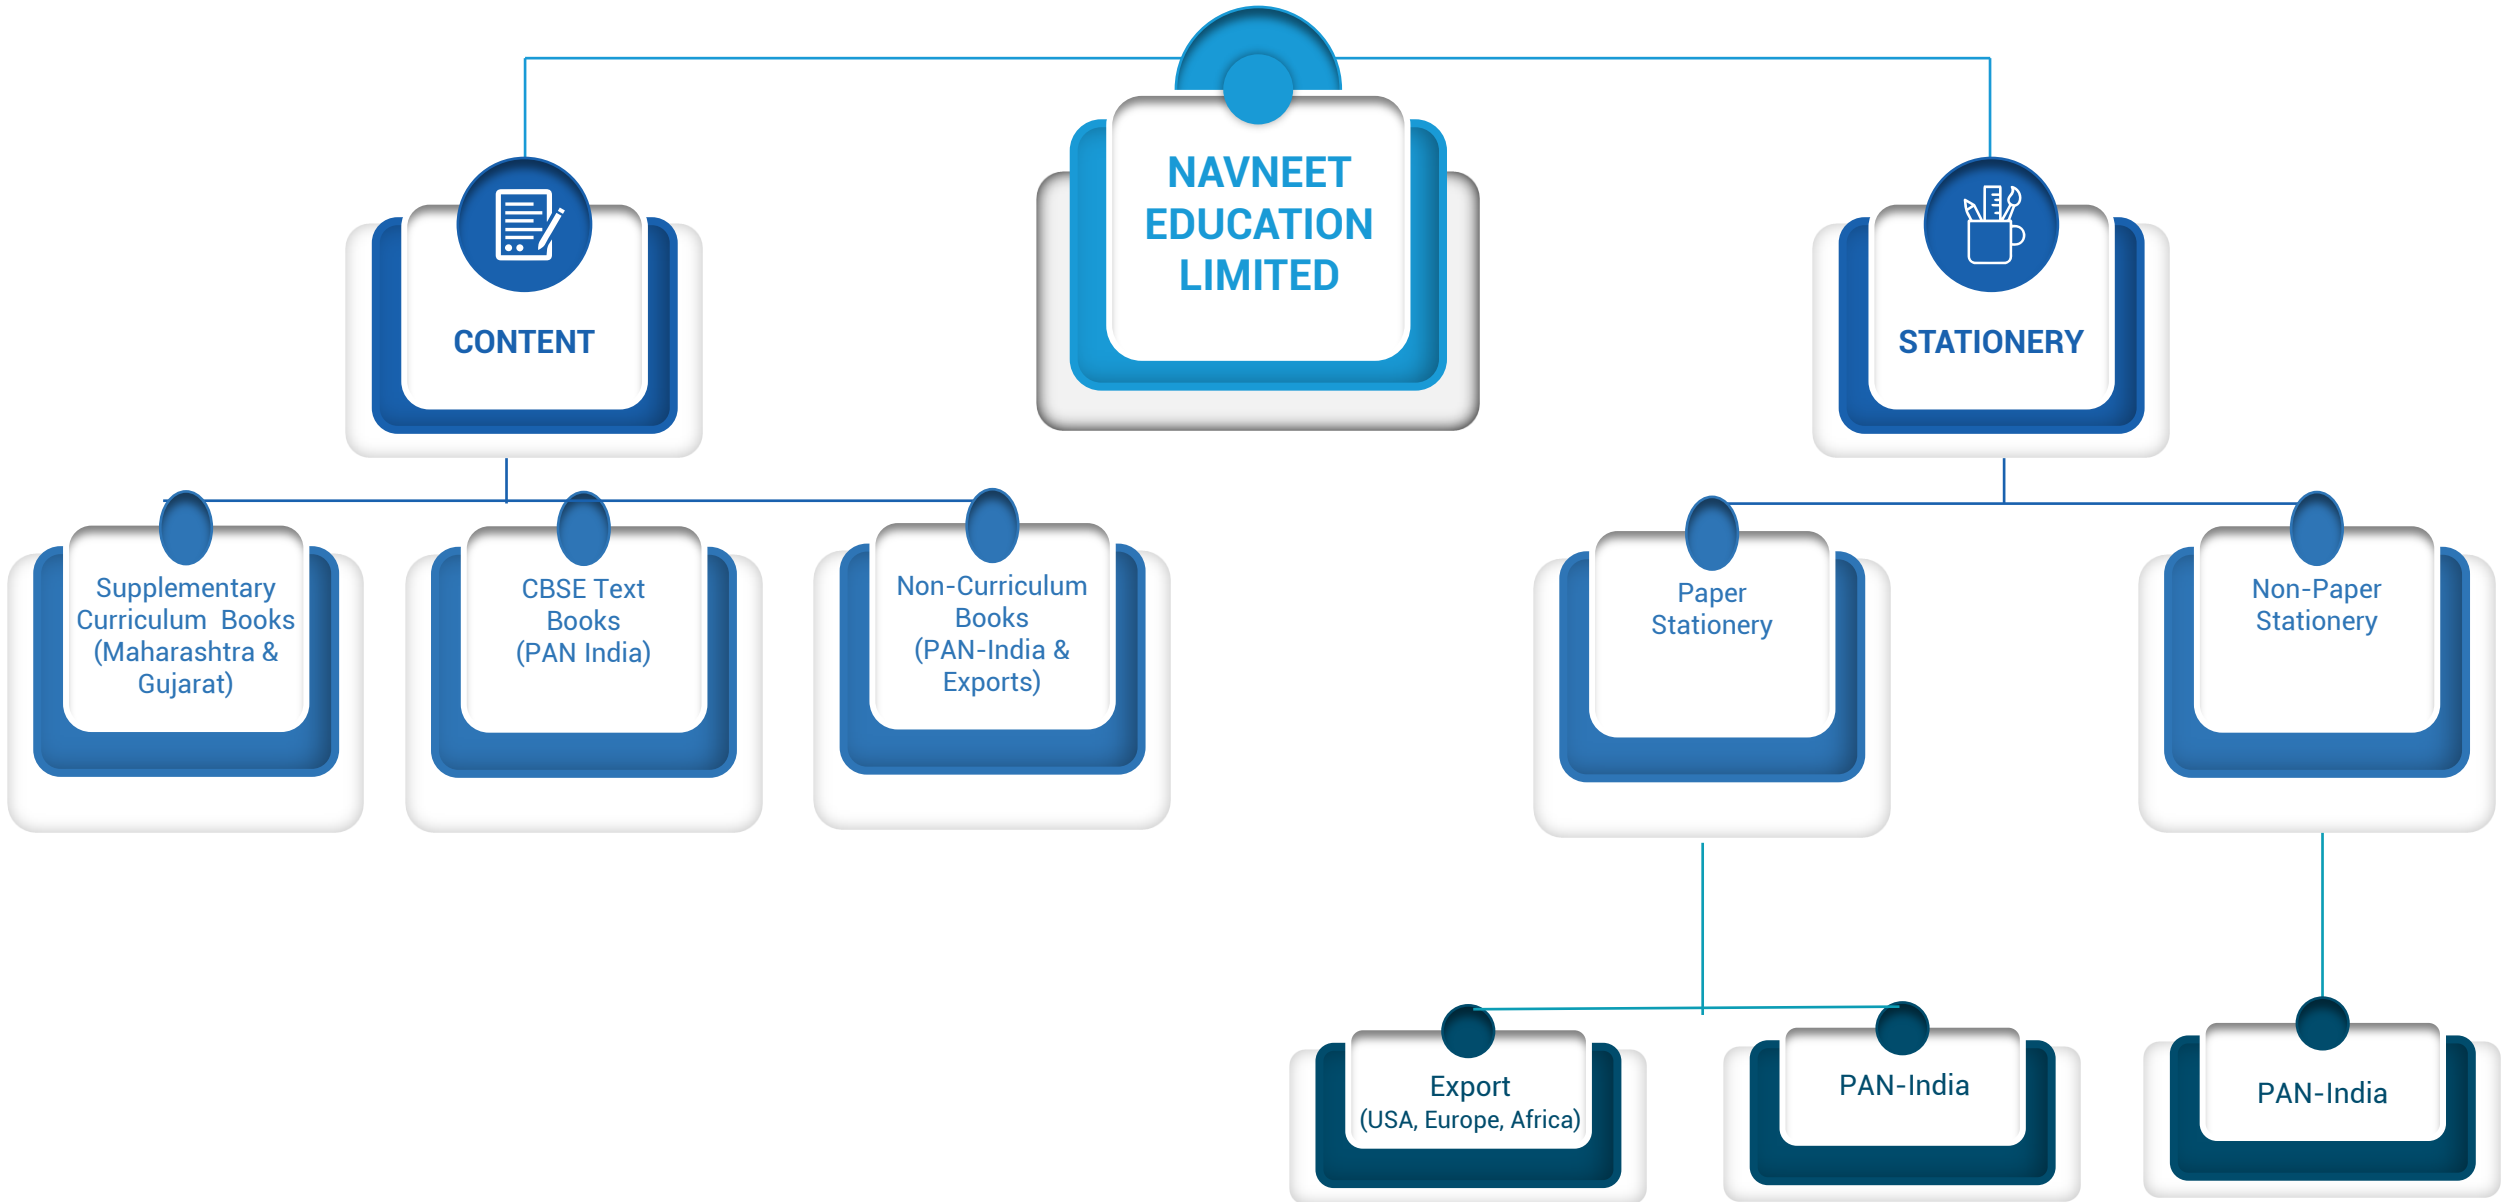 NAVNEET
EDUCATION
LIMITED
CONTENT
STATIONERY
Supplementary
Curriculum Books
(Maharashtra &
Gujarat)
CBSE Text
Books
(PAN India)
Non-Curriculum
Books
(PAN-India &
Exports)
Paper
Stationery
Non-Paper
Stationery
Export
(USA, Europe, Africa)
PAN-India
PAN-India